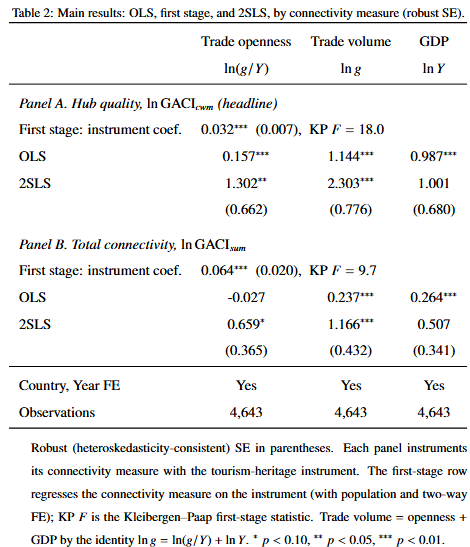 Table 2: Main results: OLS, first stage, and 2SLS, by connectivity measure (robust SE).
Trade openness Trade volume GDP
ln(g/Y) ln g ln Y
Panel A. Hub quality, ln GACIcwm (headline)
First stage: instrument coef. 0.032*** (0.007), KP F = 18.0
OLS 0.157*** 1.144*** 0.987***
2SLS 1.302** 2.303*** 1.001
(0.662) (0.776) (0.680)
Panel B. Total connectivity, ln GACIsum
First stage: instrument coef. 0.064*** (0.020), KP F = 9.7
OLS -0.027 0.237*** 0.264***
2SLS 0.659* 1.166*** 0.507
(0.365) (0.432) (0.341)
Country, Year FE Yes Yes Yes
Observations 4,643 4,643 4,643
Robust (heteroskedasticity-consistent) SE in parentheses. Each panel instruments
its connectivity measure with the tourism-heritage instrument. The first-stage row
regresses the connectivity measure on the instrument (with population and two-way
FE); KP F is the Kleibergen–Paap first-stage statistic. Trade volume = openness +
GDP by the identity ln g = ln(g/Y) + ln Y. * p < 0.10, ** p < 0.05, *** p < 0.01.